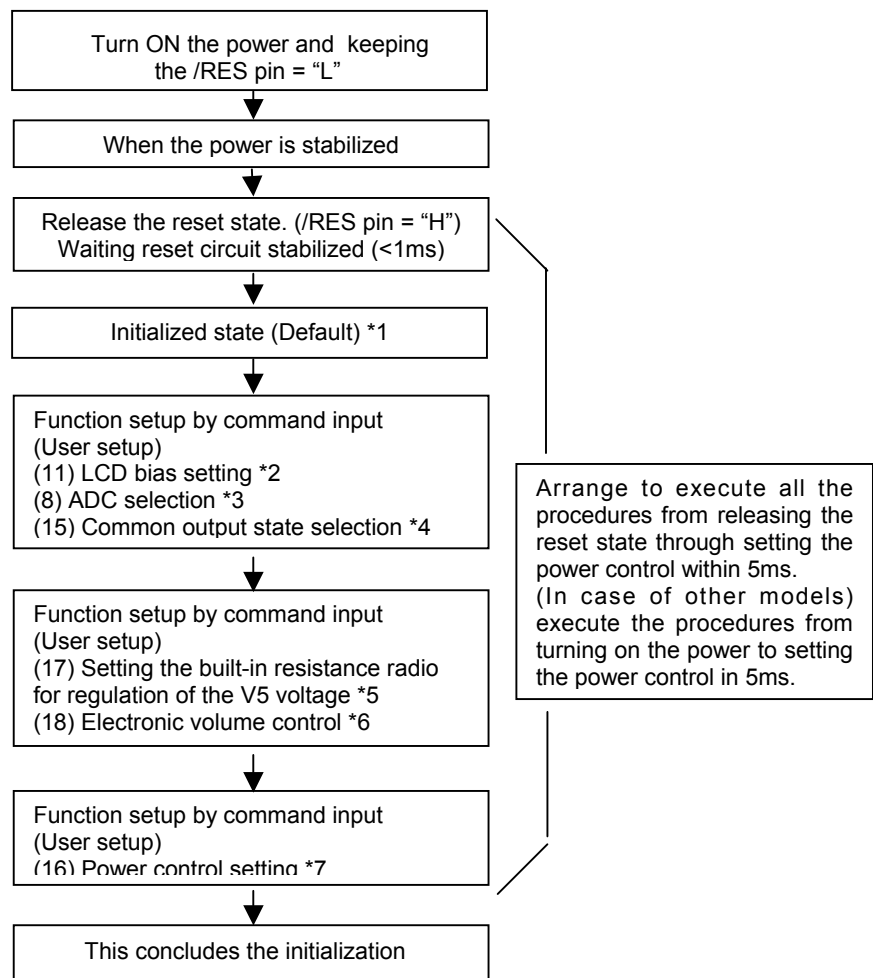 Turn ON the power and keeping
the /RES pin = “L”
When the power is stabilized
Release the reset state. (/RES pin = “H”)
Waiting reset circuit stabilized (<1ms)
Initialized state (Default) *1
Function setup by command input
(User setup)
(11) LCD bias setting *2
(8) ADC selection *3
(15) Common output state selection *4
Function setup by command input
(User setup)
(17) Setting the built-in resistance radio
for regulation of the V5 voltage *5
(18) Electronic volume control *6
Function setup by command input
(User setup)
(16) Power control setting *7
This concludes the initialization
Arrange to execute all the
procedures from releasing the
reset state through setting the
power control within 5ms.
(In case of other models)
execute the procedures from
turning on the power to setting
the power control in 5ms.